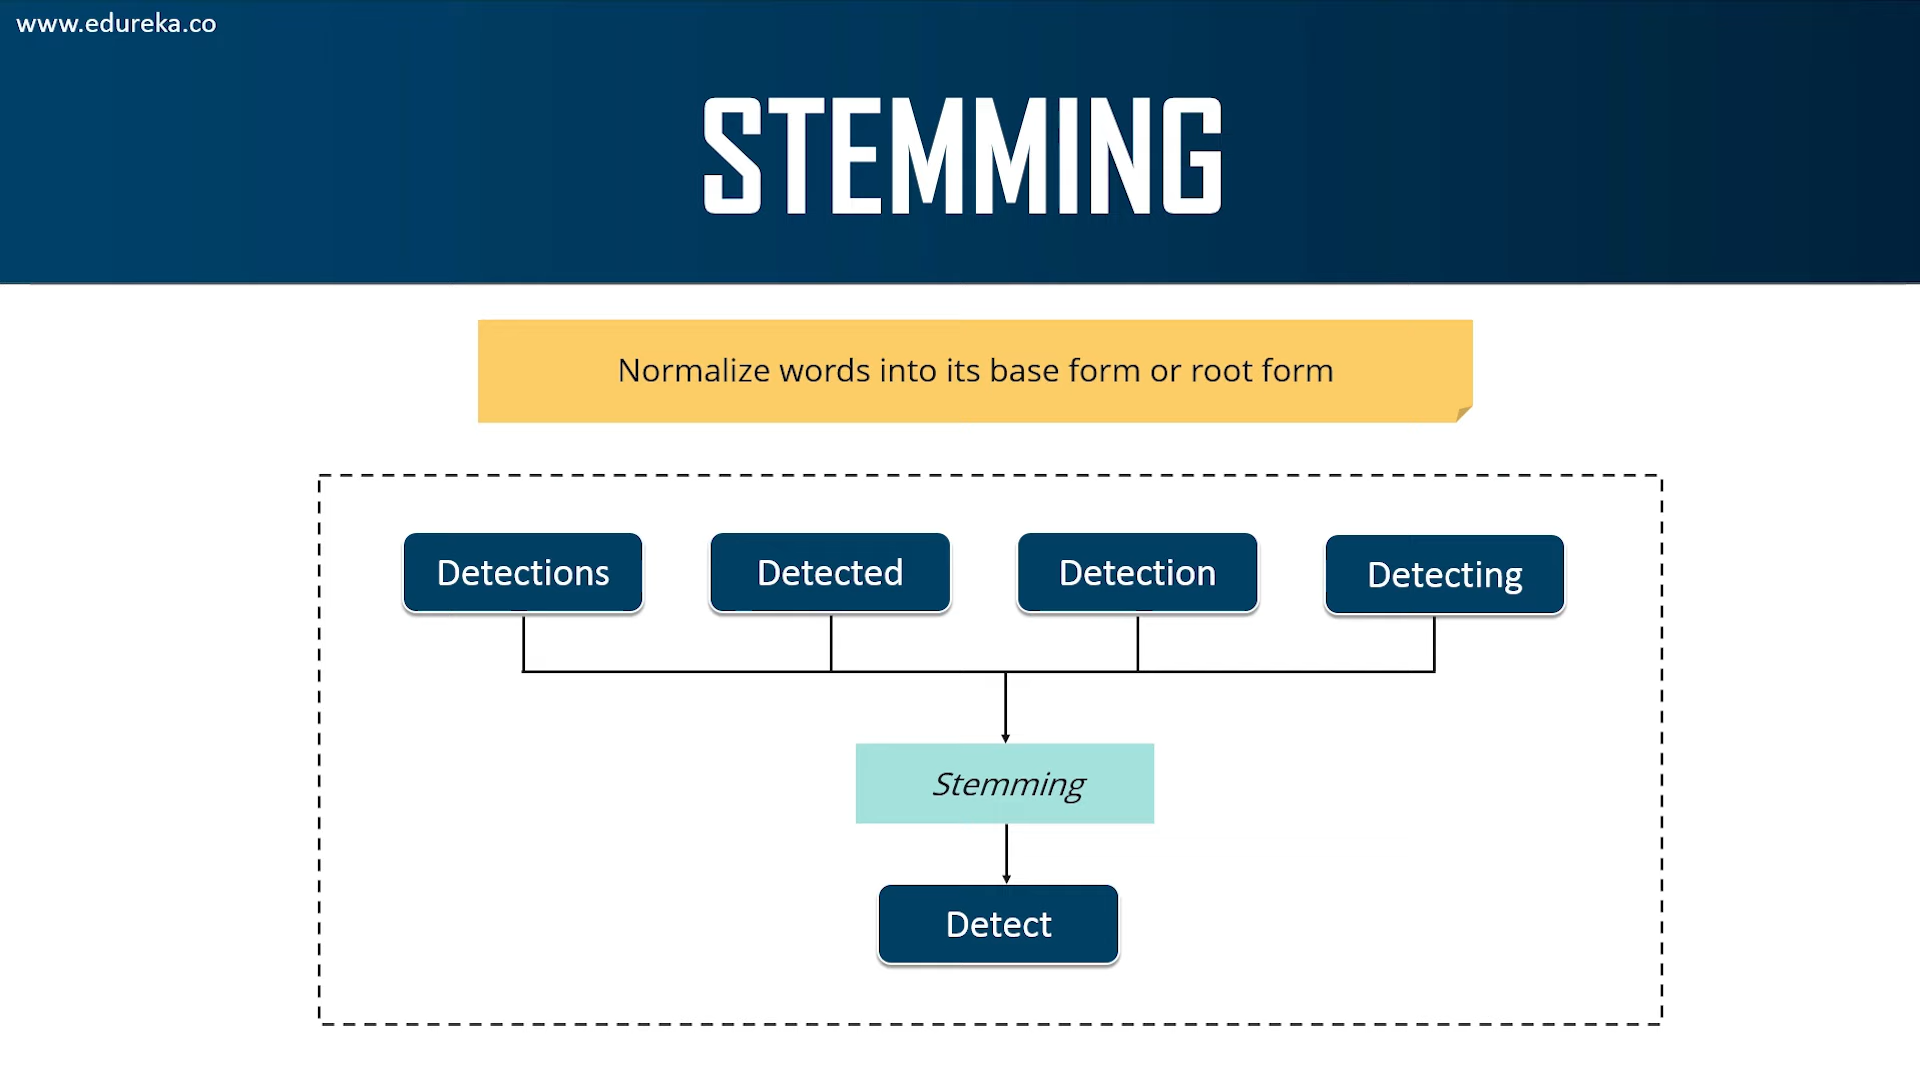 www.edureka.co
STEMMING
Normalize words into its base form or root form
Detections
Detected
Detection
Detecting
Stemming
Detect